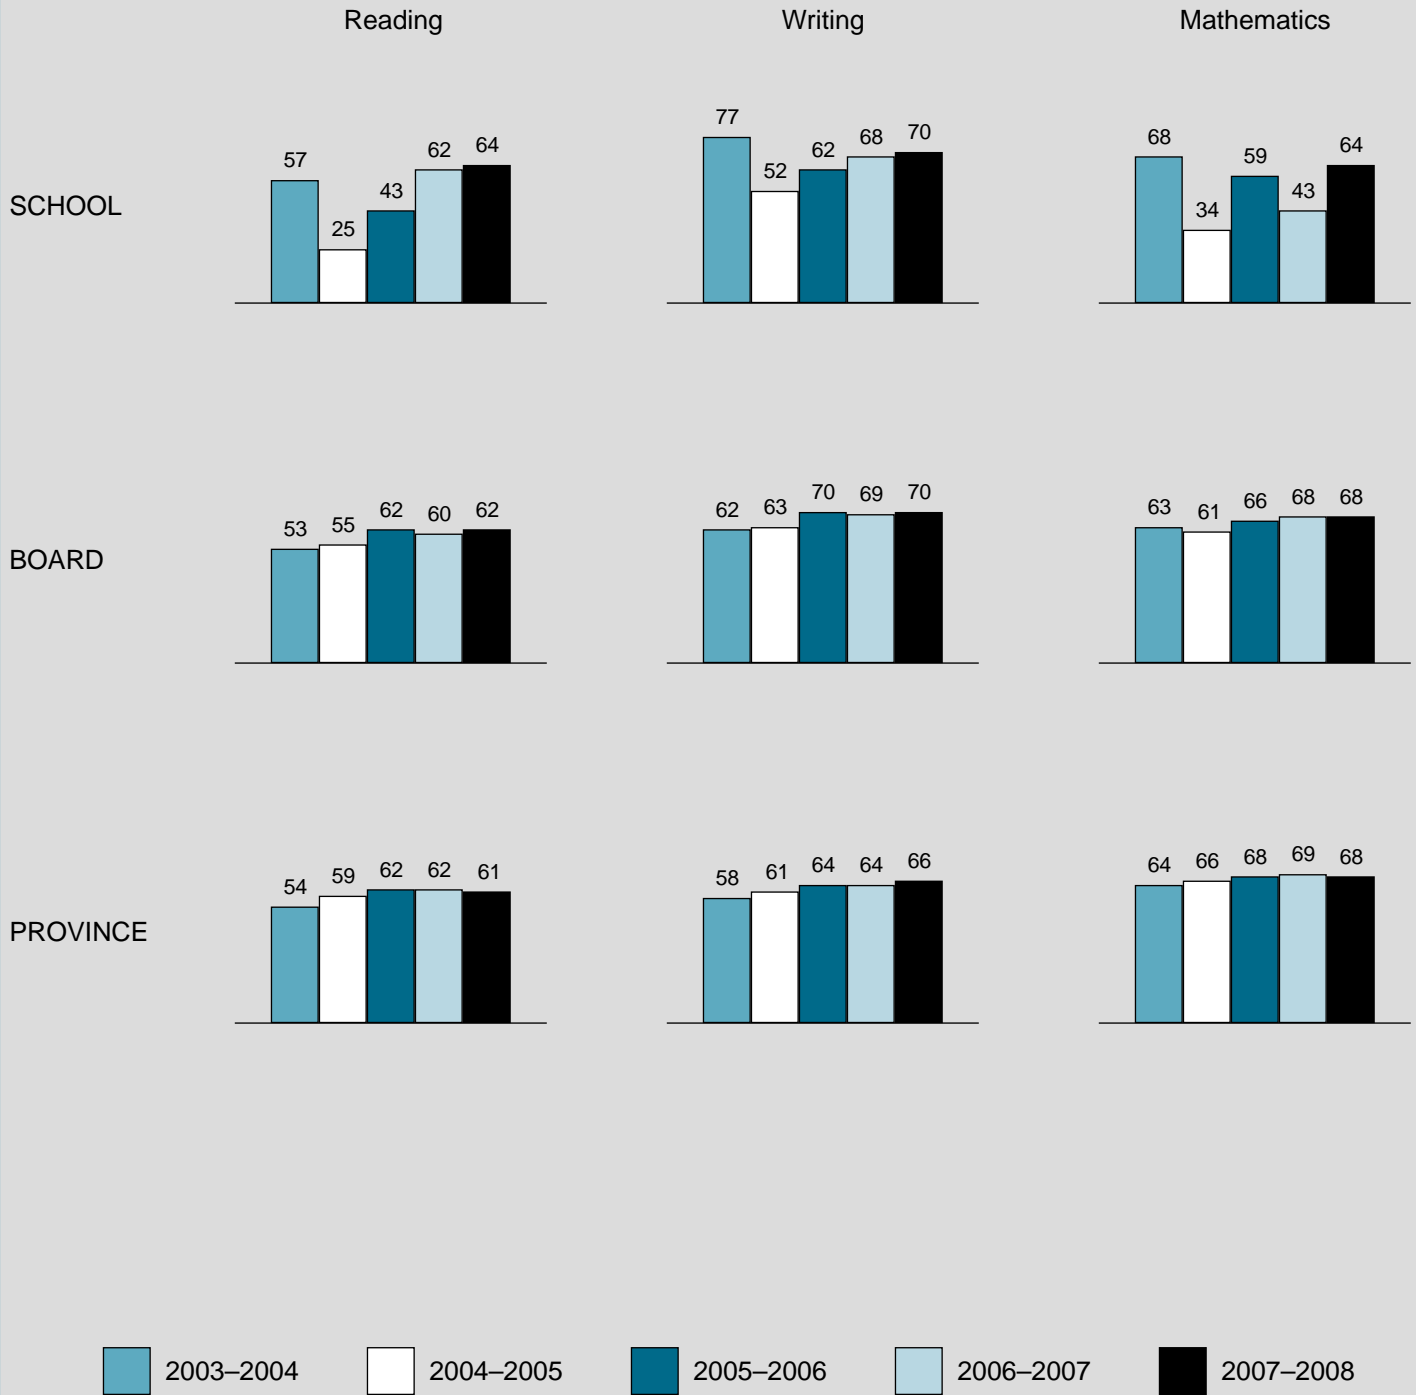 Reading Writing Mathematics
SCHOOL
57 25 43 62 64
77 52 62 68 70
68 34 59 43 64
BOARD
53 55 62 60 62
62 63 70 69 70
63 61 66 68 68
PROVINCE
54 59 62 62 61
58 61 64 64 66
64 66 68 69 68
2003–2004 2004–2005 2005–2006 2006–2007 2007–2008